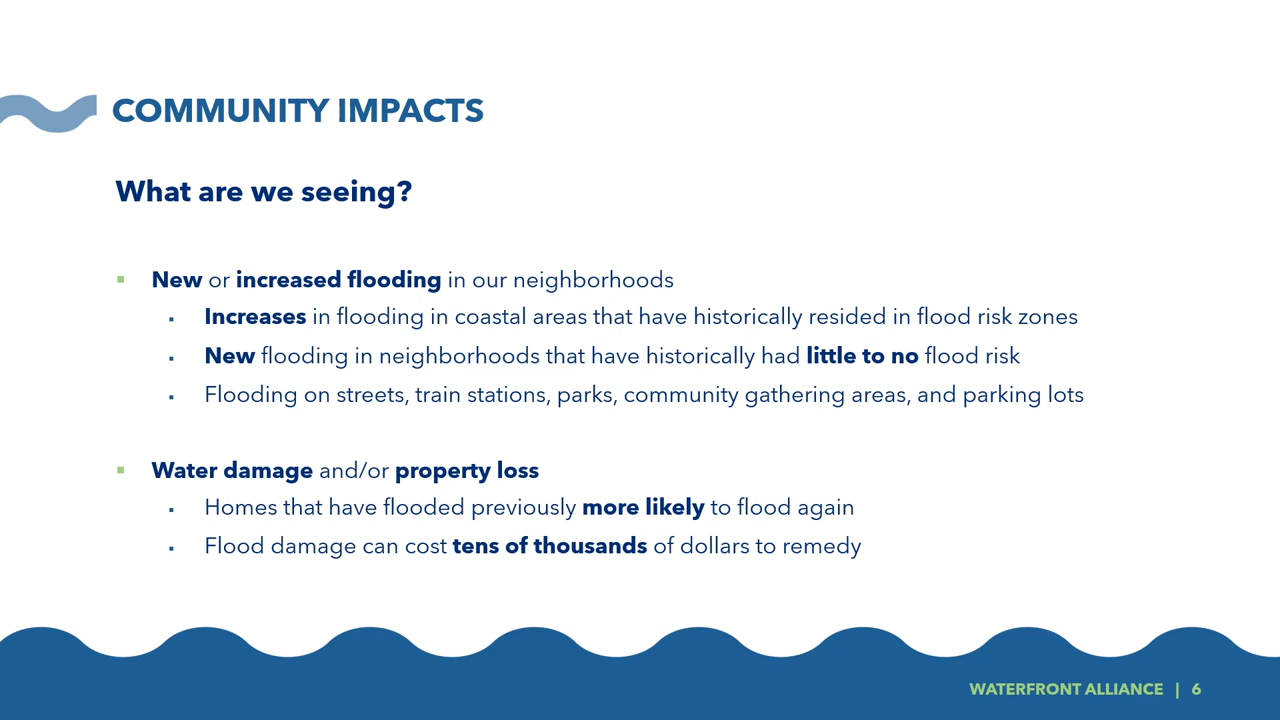 COMMUNITY IMPACTS
What are we seeing?
▪ New or increased flooding in our neighborhoods
▪ Increases in flooding in coastal areas that have historically resided in flood risk zones
▪ New flooding in neighborhoods that have historically had little to no flood risk
▪ Flooding on streets, train stations, parks, community gathering areas, and parking lots
▪ Water damage and/or property loss
▪ Homes that have flooded previously more likely to flood again
▪ Flood damage can cost tens of thousands of dollars to remedy
WATERFRONT ALLIANCE | 6